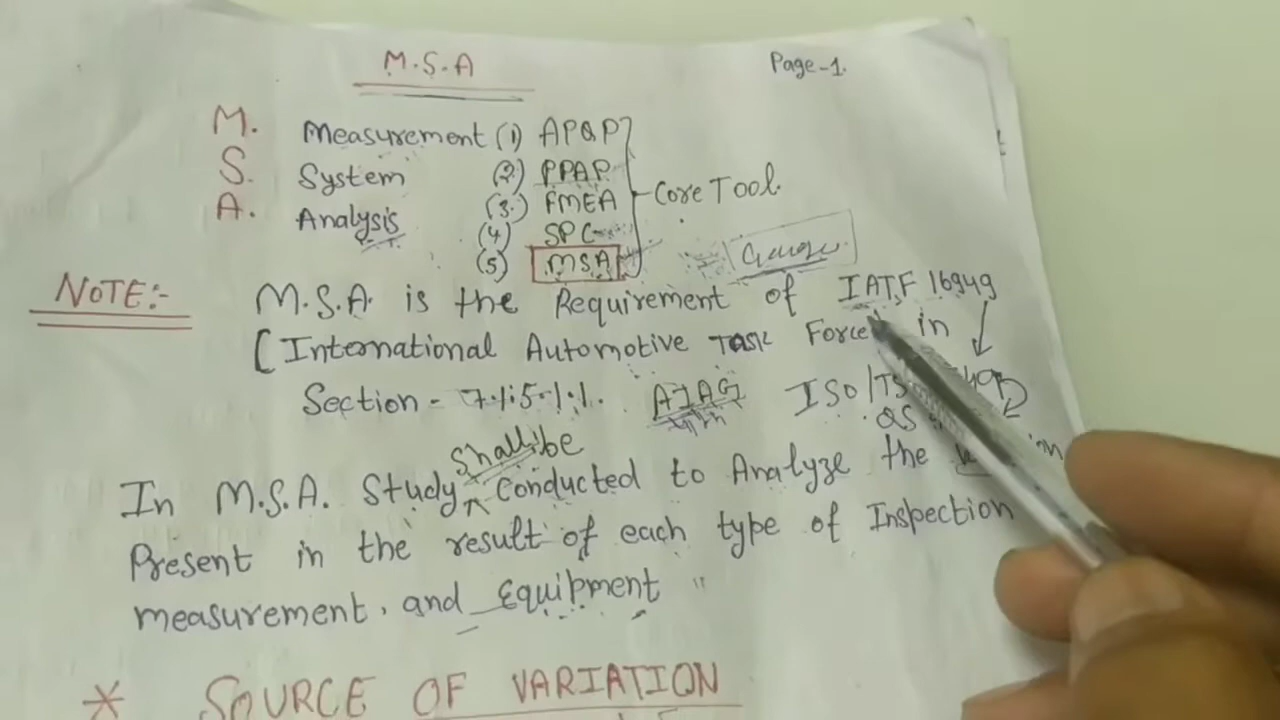 M.S.A
Page-1.
M. Measurement (1) APQP
S. System (2) PPAP
(3) FMEA Core Tool
A. Analysis
(4) SPC
(5) MSA
NOTE:- M.S.A. is the Requirement of IATF 16949
[International Automotive TASK Force in
Section - 7.1.5.1.1. AIAG ISO/TS
QS
shall be
In M.S.A. Study conducted to Analyze the
Present in the result of each type of Inspection
measurement. and Equipment "
* SOURCE OF VARIATION